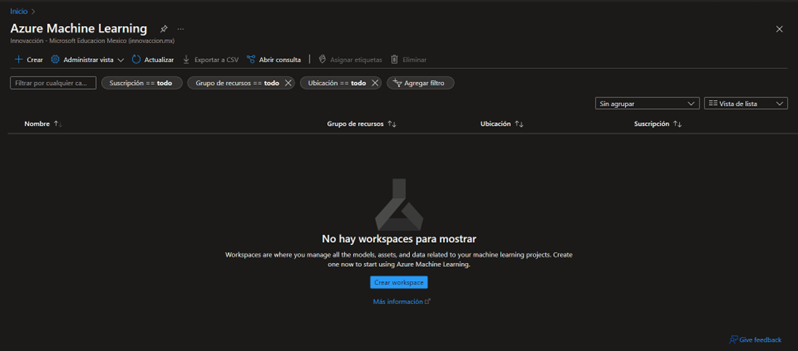 Inicio >
Azure Machine Learning ...
Innovacción - Microsoft Educacion Mexico (innovaccion.mx)
+ Crear Administrar vista Actualizar Exportar a CSV Abrir consulta Asignar etiquetas Eliminar
Filtrar por cualquier ca... Suscripción == todo Grupo de recursos == todo Ubicación == todo Agregar filtro
Sin agrupar Vista de lista
Nombre ↑↓ Grupo de recursos ↑↓ Ubicación ↑↓ Suscripción ↑↓
No hay workspaces para mostrar
Workspaces are where you manage all the models, assets, and data related to your machine learning projects. Create
one now to start using Azure Machine Learning.
Crear workspace
Más información
Give feedback